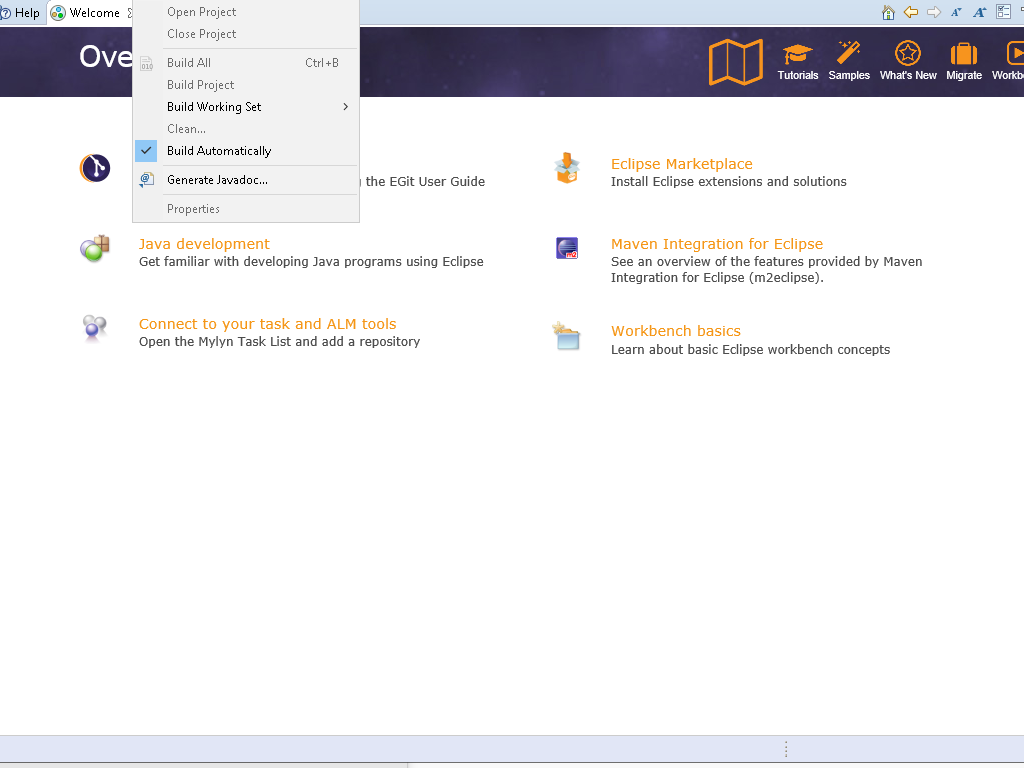 Help
Welcome
Open Project
Close Project
Build All Ctrl+B
Build Project
Build Working Set
Clean...
Build Automatically
Generate Javadoc...
Properties
Ove
Tutorials
Samples
What's New
Migrate
Workb
the EGit User Guide
Eclipse Marketplace
Install Eclipse extensions and solutions
Java development
Get familiar with developing Java programs using Eclipse
Maven Integration for Eclipse
See an overview of the features provided by Maven
Integration for Eclipse (m2eclipse).
Connect to your task and ALM tools
Open the Mylyn Task List and add a repository
Workbench basics
Learn about basic Eclipse workbench concepts